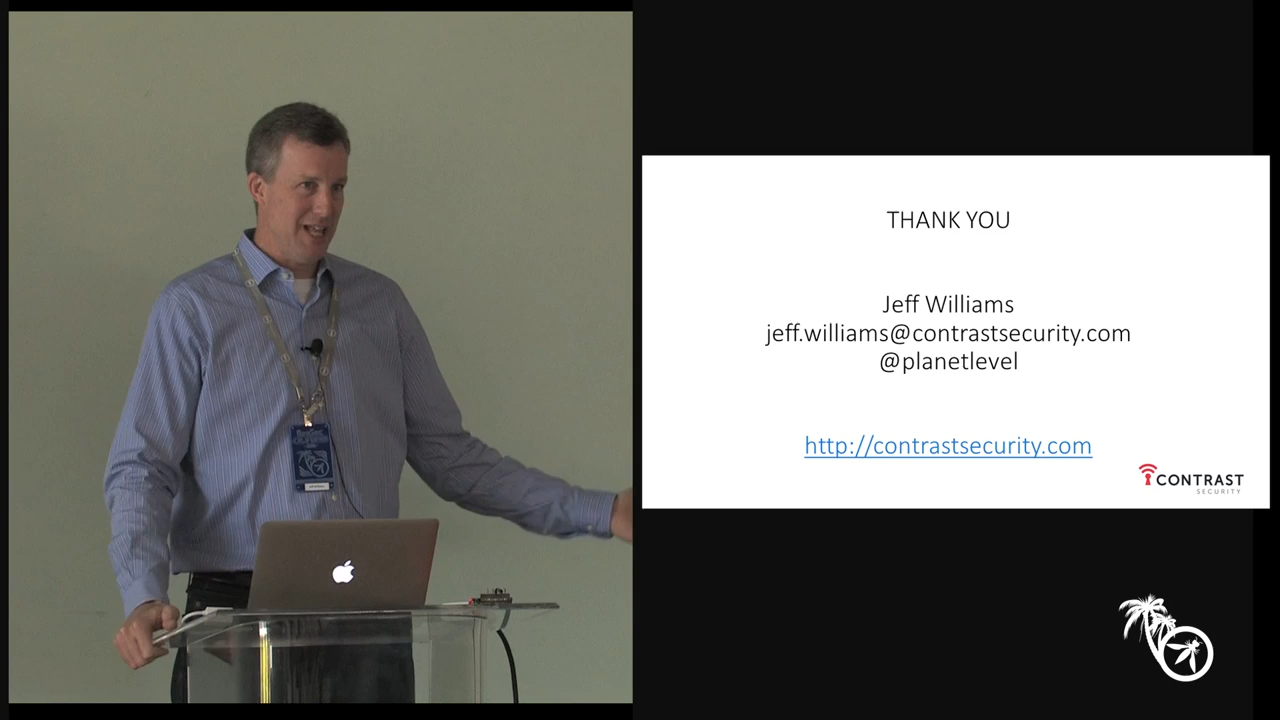 THANK YOU
Jeff Williams
jeff.williams@contrastsecurity.com
@planetlevel
http://contrastsecurity.com
CONTRAST
SECURITY